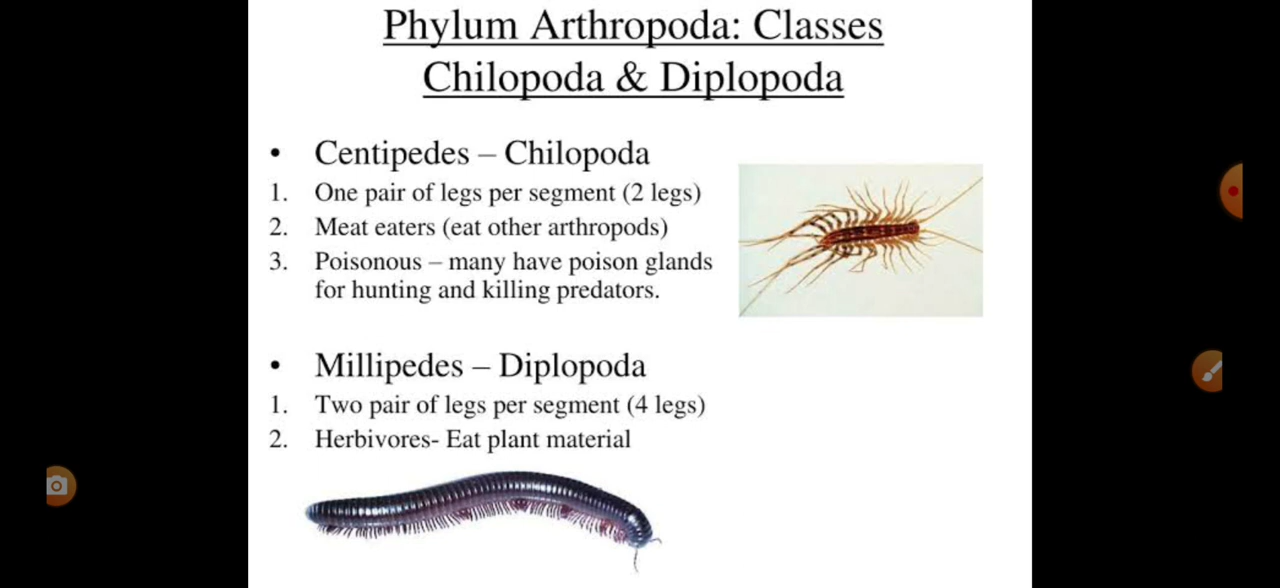 Phylum Arthropoda: Classes
Chilopoda & Diplopoda
• Centipedes – Chilopoda
1. One pair of legs per segment (2 legs)
2. Meat eaters (eat other arthropods)
3. Poisonous – many have poison glands
for hunting and killing predators.
• Millipedes – Diplopoda
1. Two pair of legs per segment (4 legs)
2. Herbivores- Eat plant material